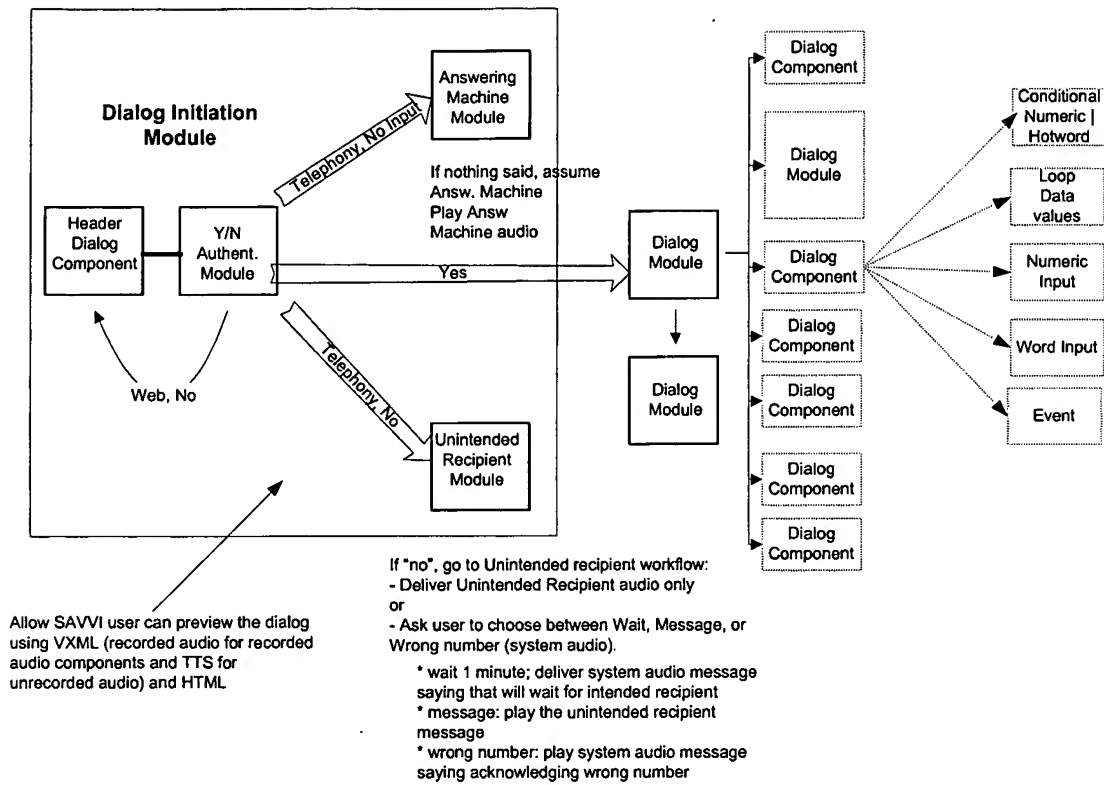 Dialog Initiation
Module
Header
Dialog
Component
Y/N
Authent.
Module
Web, No
Telephony, No Input
Answering
Machine
Module
If nothing said, assume
Answ. Machine
Play Answ
Machine audio
Yes
Telephony, No
Unintended
Recipient
Module
Dialog
Module
Dialog
Module
Dialog
Component
Dialog
Module
Dialog
Component
Dialog
Component
Dialog
Component
Dialog
Component
Dialog
Component
Conditional
Numeric |
Hotword
Loop
Data
values
Numeric
Input
Word Input
Event
Allow SAVVI user can preview the dialog
using VXML (recorded audio for recorded
audio components and TTS for
unrecorded audio) and HTML
If "no", go to Unintended recipient workflow:
- Deliver Unintended Recipient audio only
or
- Ask user to choose between Wait, Message, or
Wrong number (system audio).
* wait 1 minute; deliver system audio message
saying that will wait for intended recipient
* message: play the unintended recipient
message
* wrong number: play system audio message
saying acknowledging wrong number